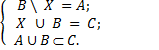 B \ X = A;
X ∪ B = C;
A ∪ B ⊂ C.